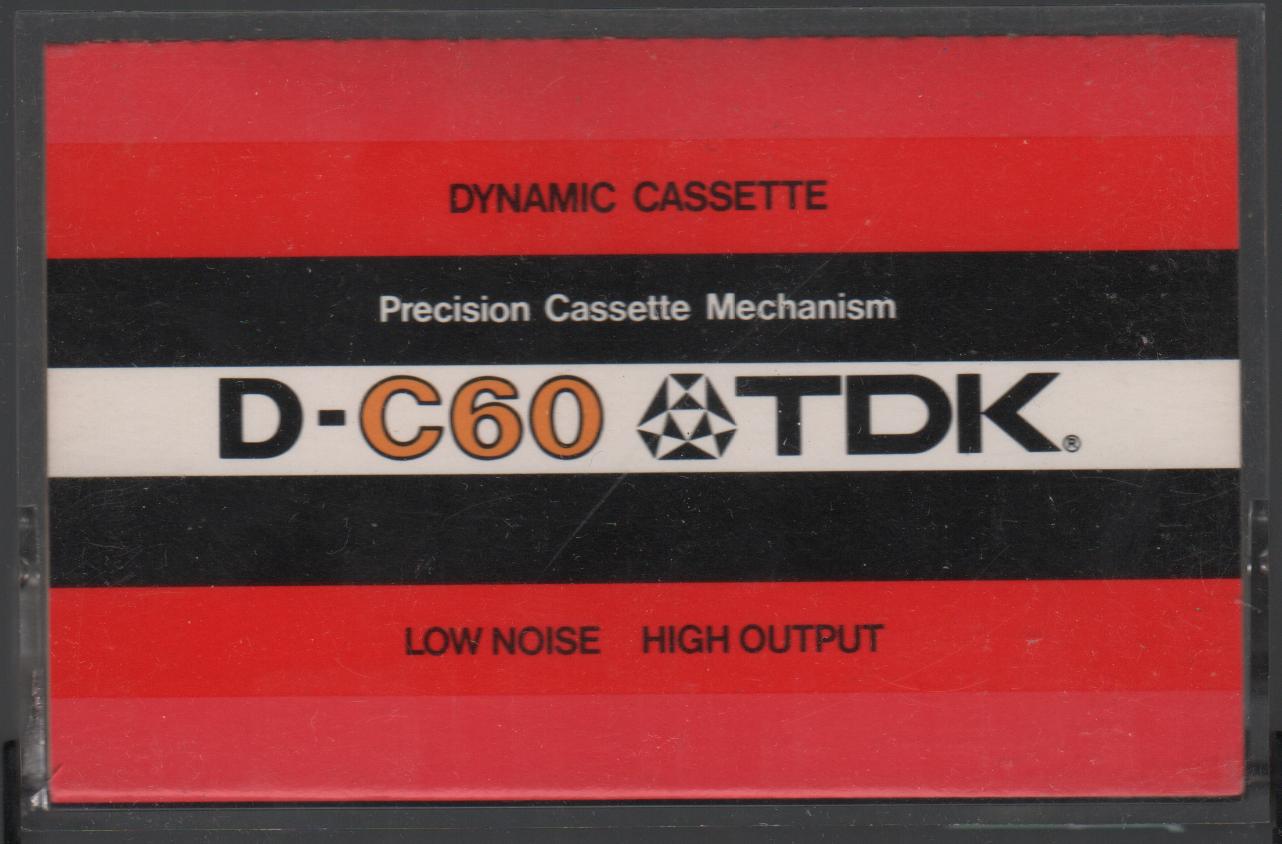 DYNAMIC CASSETTE
Precision Cassette Mechanism
D-C60 TDK®
LOW NOISE HIGH OUTPUT